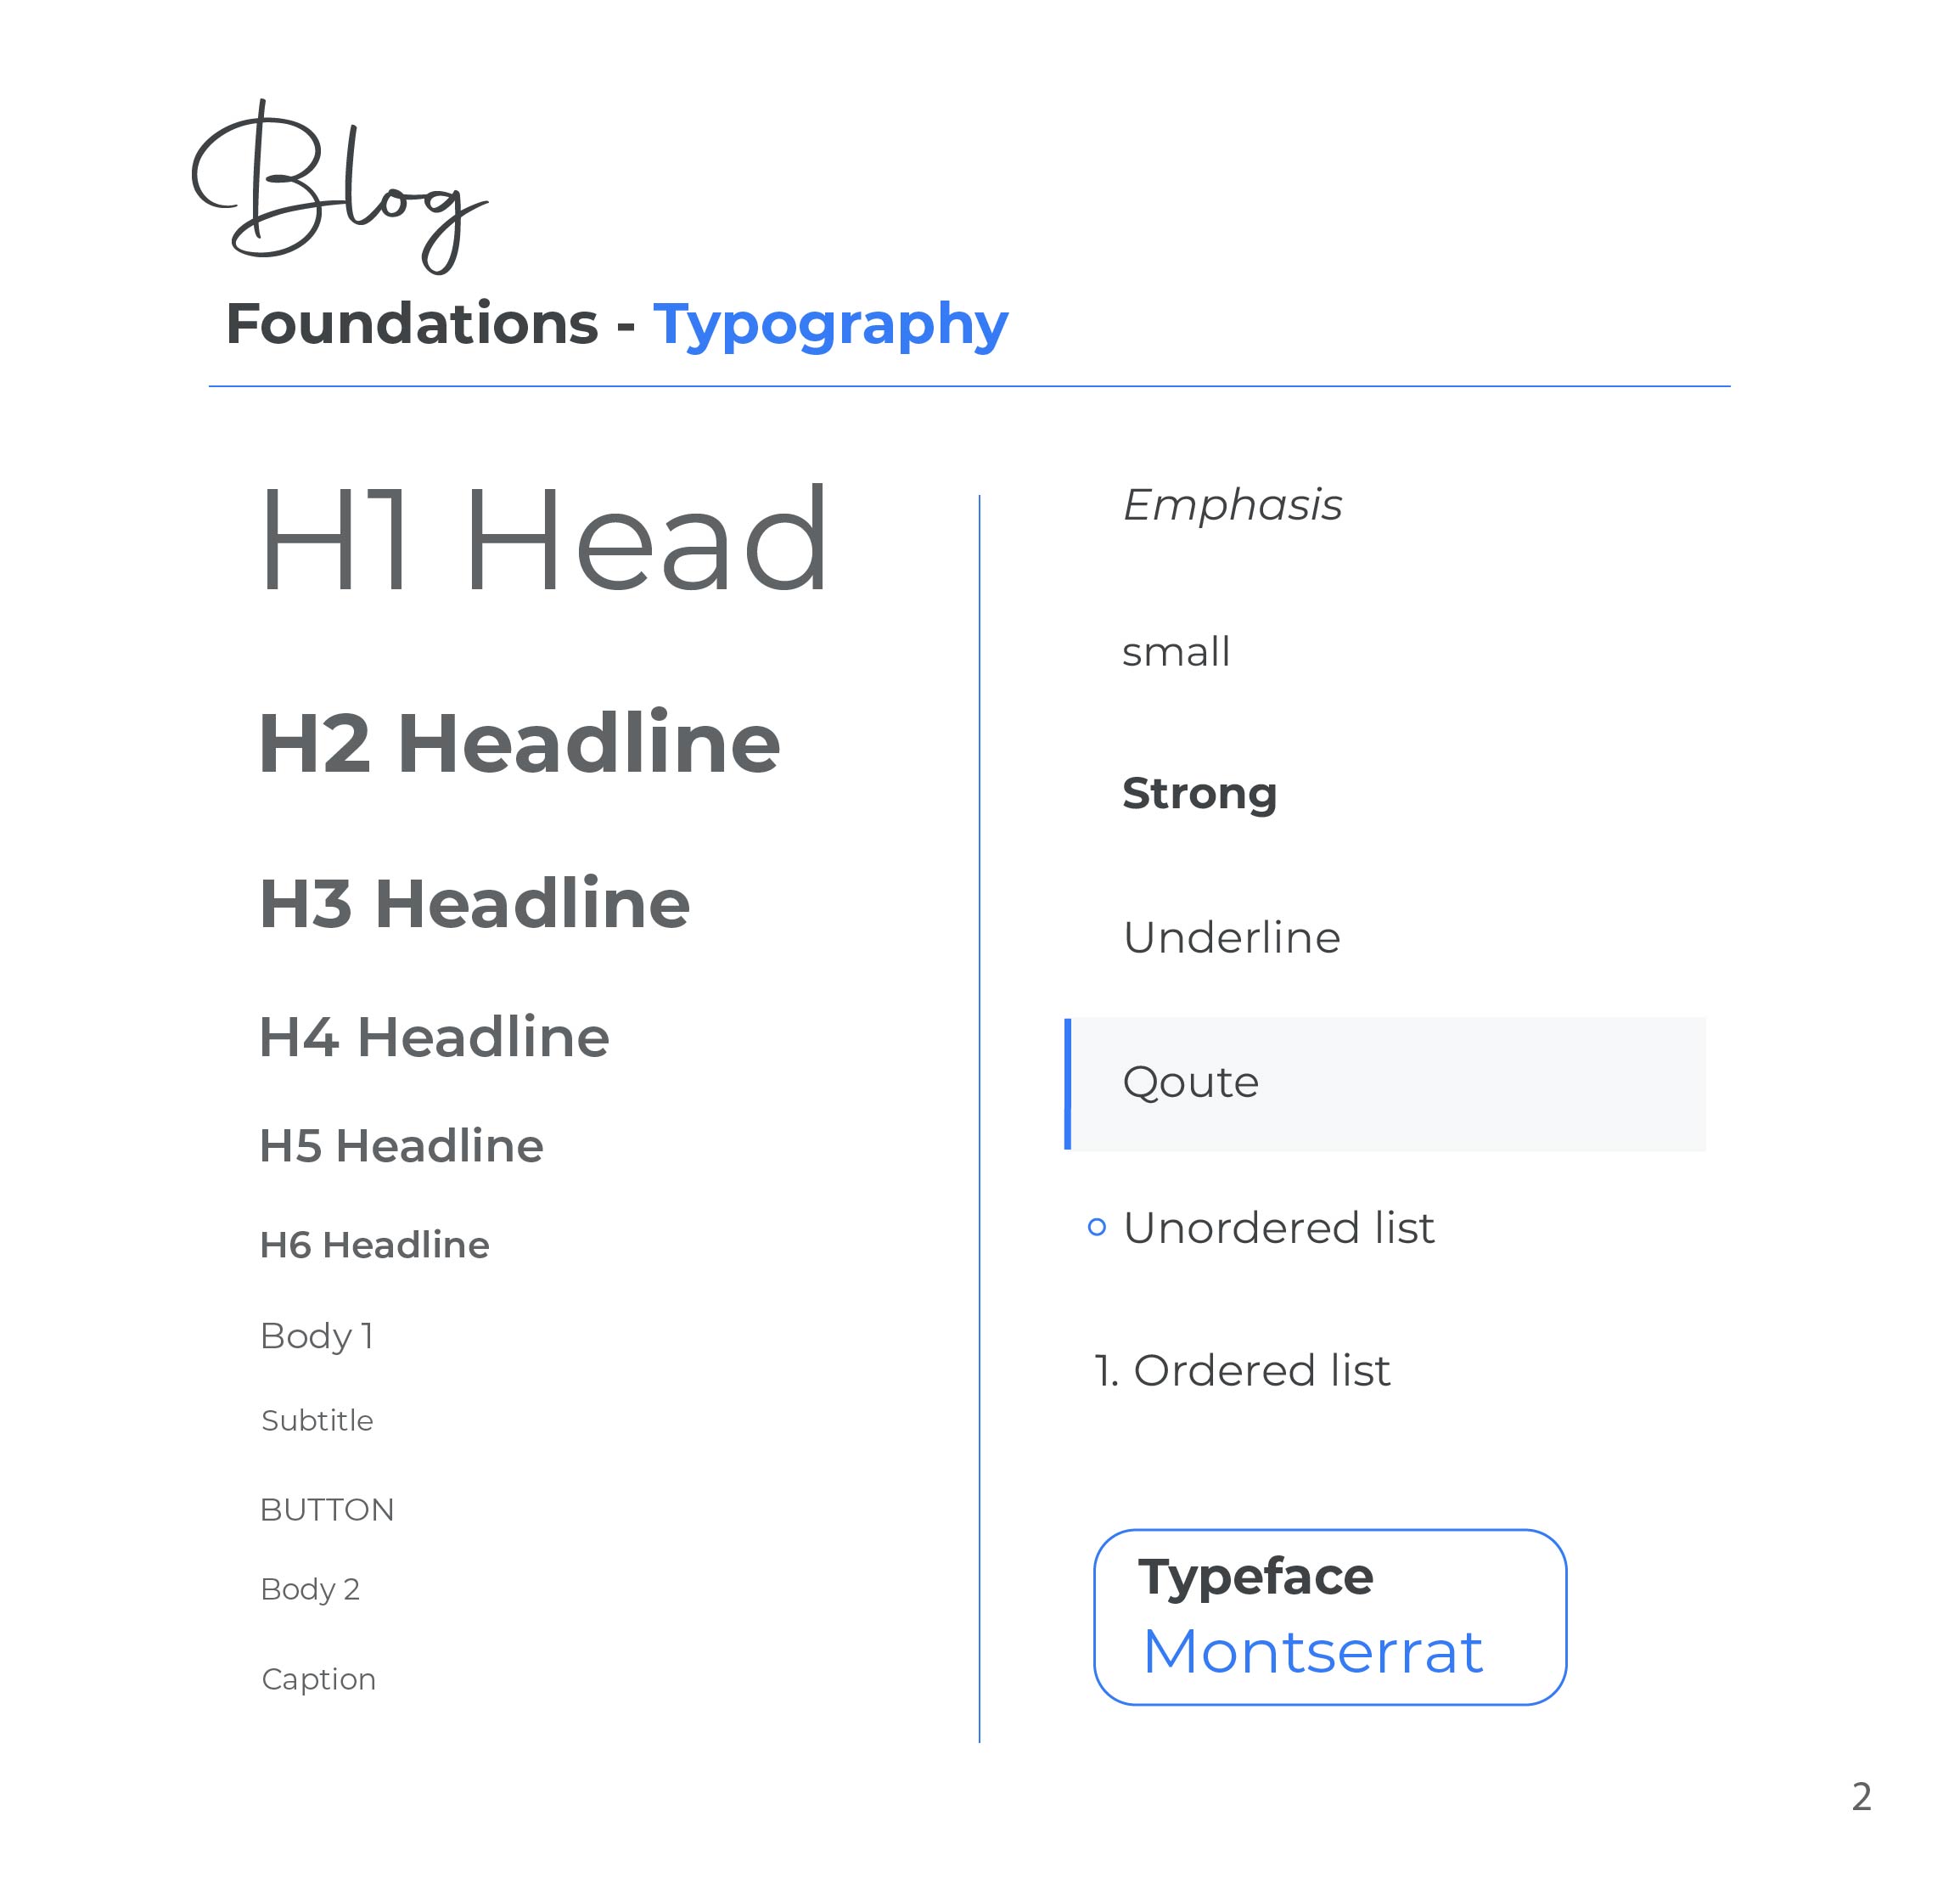 Blog
Foundations - Typography
H1 Head
H2 Headline
H3 Headline
H4 Headline
H5 Headline
H6 Headline
Body 1
Subtitle
BUTTON
Body 2
Caption
Emphasis
small
Strong
Underline
Qoute
Unordered list
1. Ordered list
Typeface
Montserrat
2